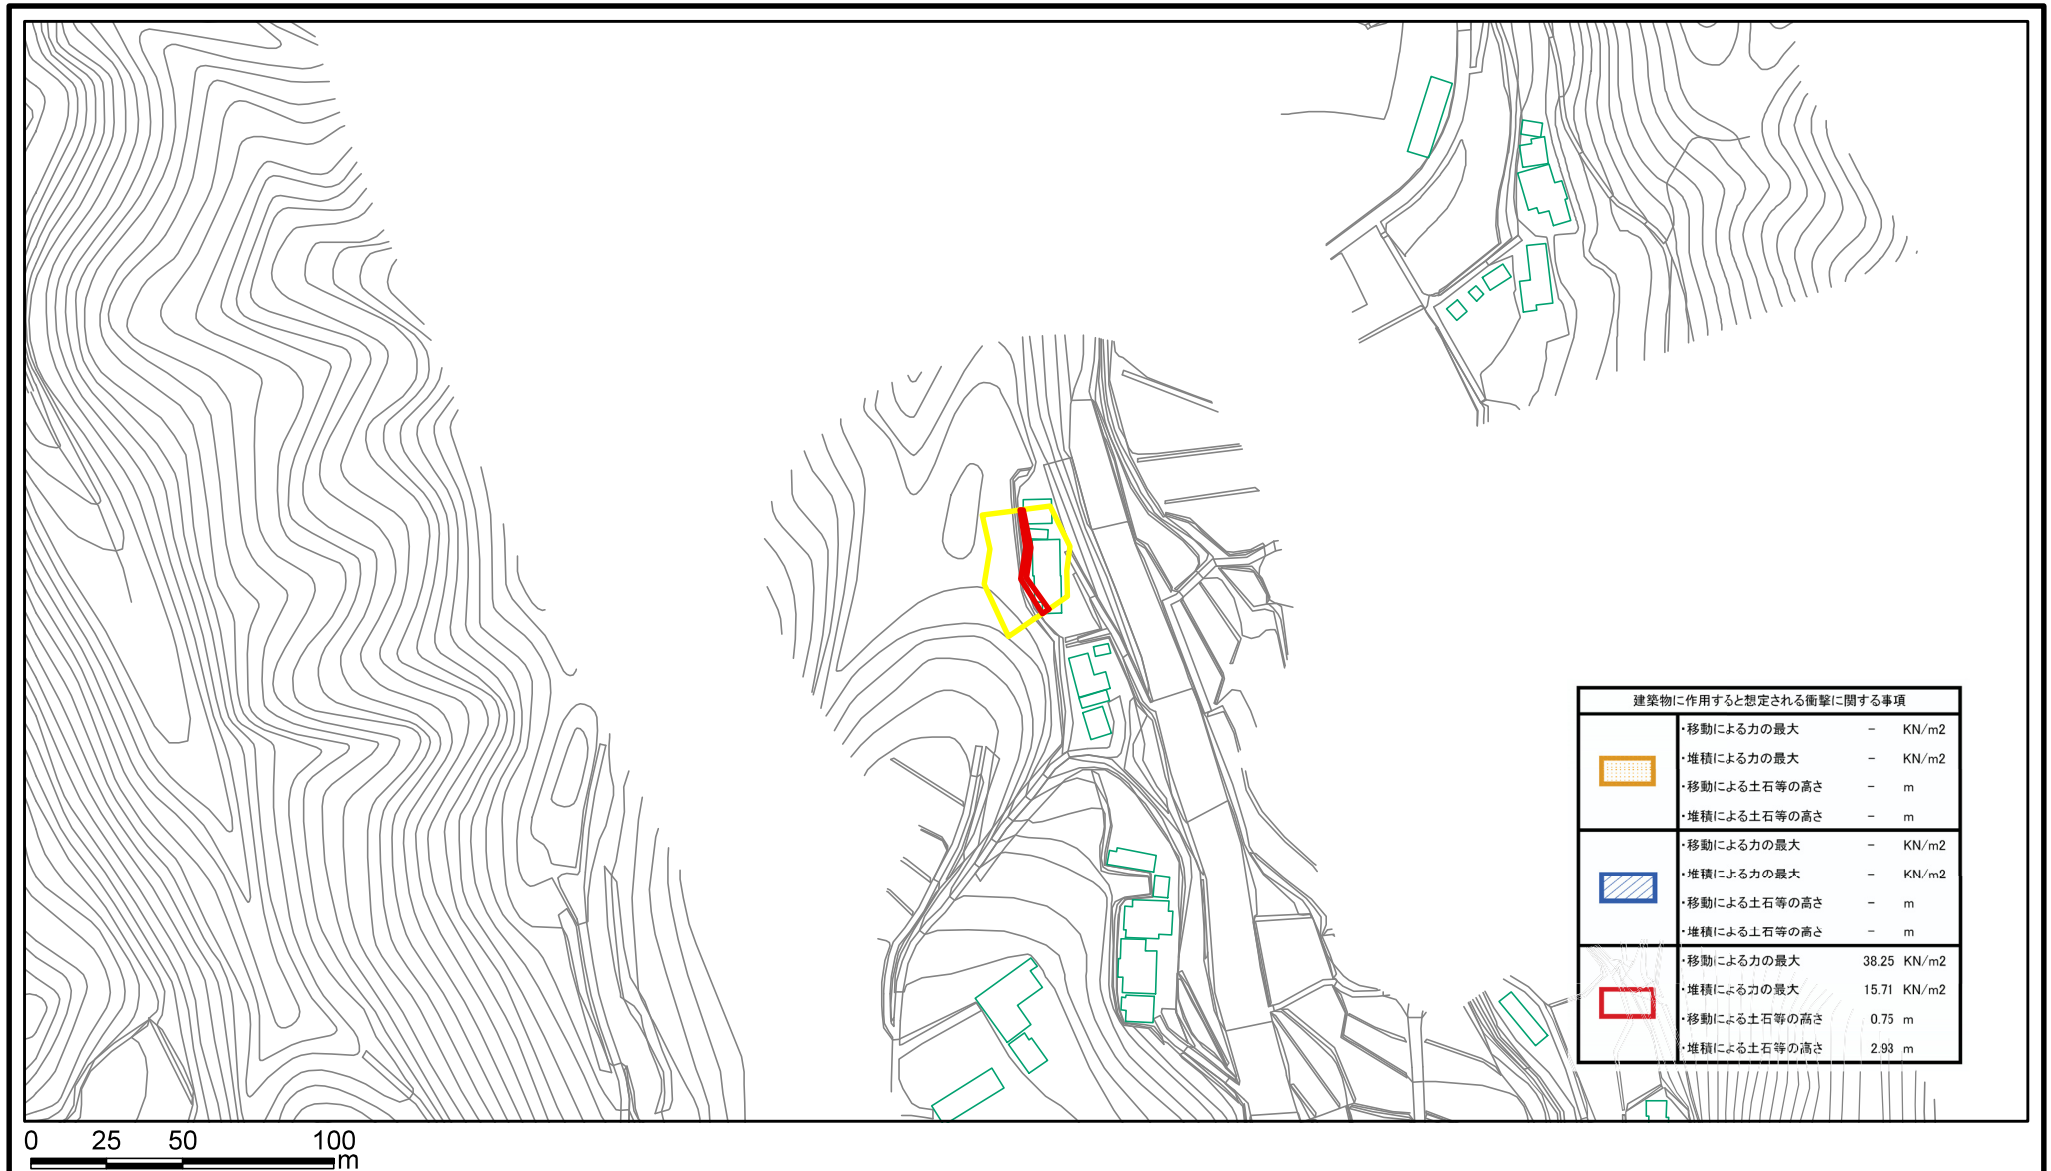 建築物に作用すると想定される衝撃に関する事項
・移動による力の最大 － KN/m2
・堆積による力の最大 － KN/m2
・移動による土石等の高さ － m
・堆積による土石等の高さ － m
・移動による力の最大 － KN/m2
・堆積による力の最大 － KN/m2
・移動による土石等の高さ － m
・堆積による土石等の高さ － m
・移動による力の最大 38.25 KN/m2
・堆積による力の最大 15.71 KN/m2
・移動による土石等の高さ 0.75 m
・堆積による土石等の高さ 2.93 m
0 25 50 100
m